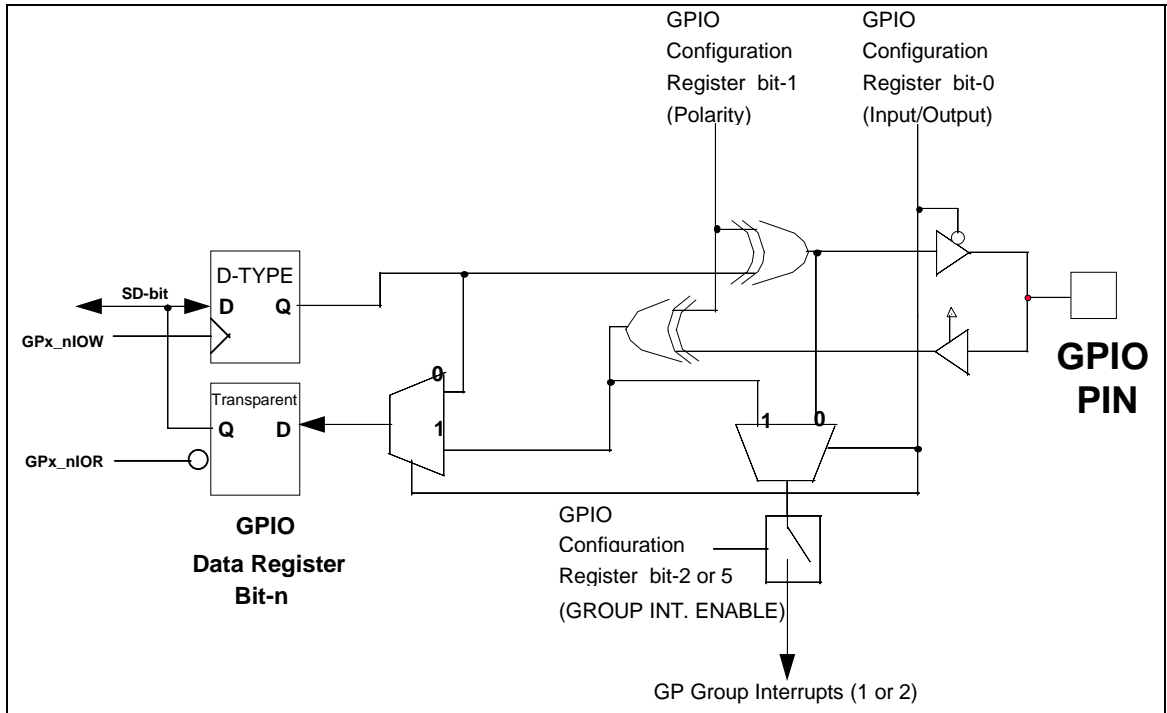 GPIO
Configuration
Register bit-1
(Polarity)
GPIO
Configuration
Register bit-0
(Input/Output)
D-TYPE
SD-bit
D
Q
GPx_nIOW
GPIO
PIN
0
1
Transparent
Q
D
1
0
GPx_nIOR
GPIO
Data Register
Bit-n
GPIO
Configuration
Register bit-2 or 5
(GROUP INT. ENABLE)
GP Group Interrupts (1 or 2)